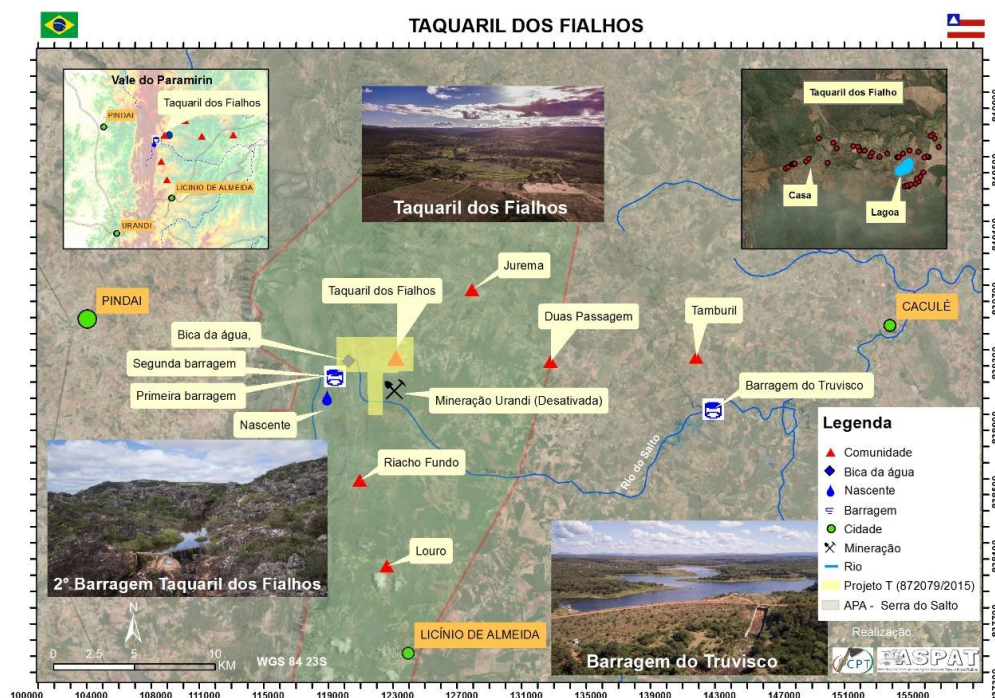 TAQUARIL DOS FIALHOS
Vale do Paramirin
Taquaril dos Fialhos
PINDAI
LICINIO DE ALMEIDA
URANDI
Taquaril dos Fialhos
Taquaril dos Fialho
Casa
Lagoa
Jurema
Taquaril dos Fialhos
PINDAI
Duas Passagem
Tamburil
CACULÉ
Bica da água,
Segunda barragem
Primeira barragem
Nascente
Mineração Urandi (Desativada)
Barragem do Truvisco
Riacho Fundo
Rio do Salto
Louro
2° Barragem Taquaril dos Fialhos
LICÍNIO DE ALMEIDA
Barragem do Truvisco
Legenda
Comunidade
Bica da água
Nascente
Barragem
Cidade
Mineração
Rio
Projeto T (872079/2015)
APA - Serra do Salto
Realização
CPT
ASPAT
N
0 2.5 5 10
KM
WGS 84 23S
100000 104000 108000 111000 115000 119000 123000 127000 131000 135000 139000 143000 147000 151000 155000